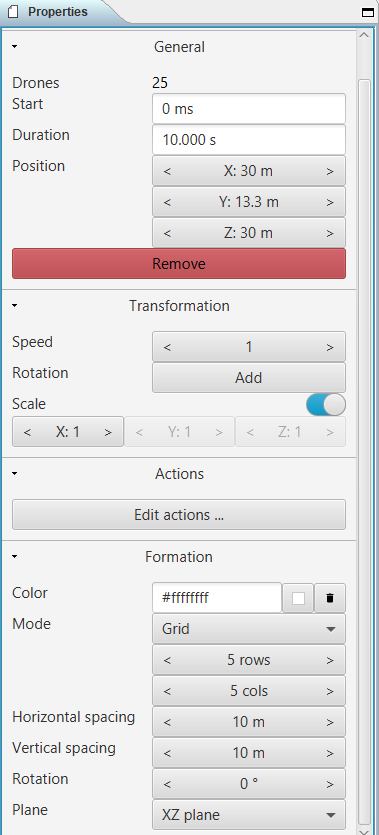 Properties
General
Drones 25
Start 0 ms
Duration 10.000 s
Position < X: 30 m >
< Y: 13.3 m >
< Z: 30 m >
Remove
Transformation
Speed < 1 >
Rotation Add
Scale
< X: 1 > < Y: 1 > < Z: 1 >
Actions
Edit actions ...
Formation
Color #ffffffff
Mode Grid
< 5 rows >
< 5 cols >
Horizontal spacing < 10 m >
Vertical spacing < 10 m >
Rotation < 0 ° >
Plane XZ plane